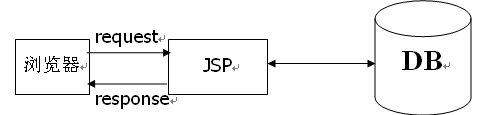 request
浏览器
JSP
DB
response